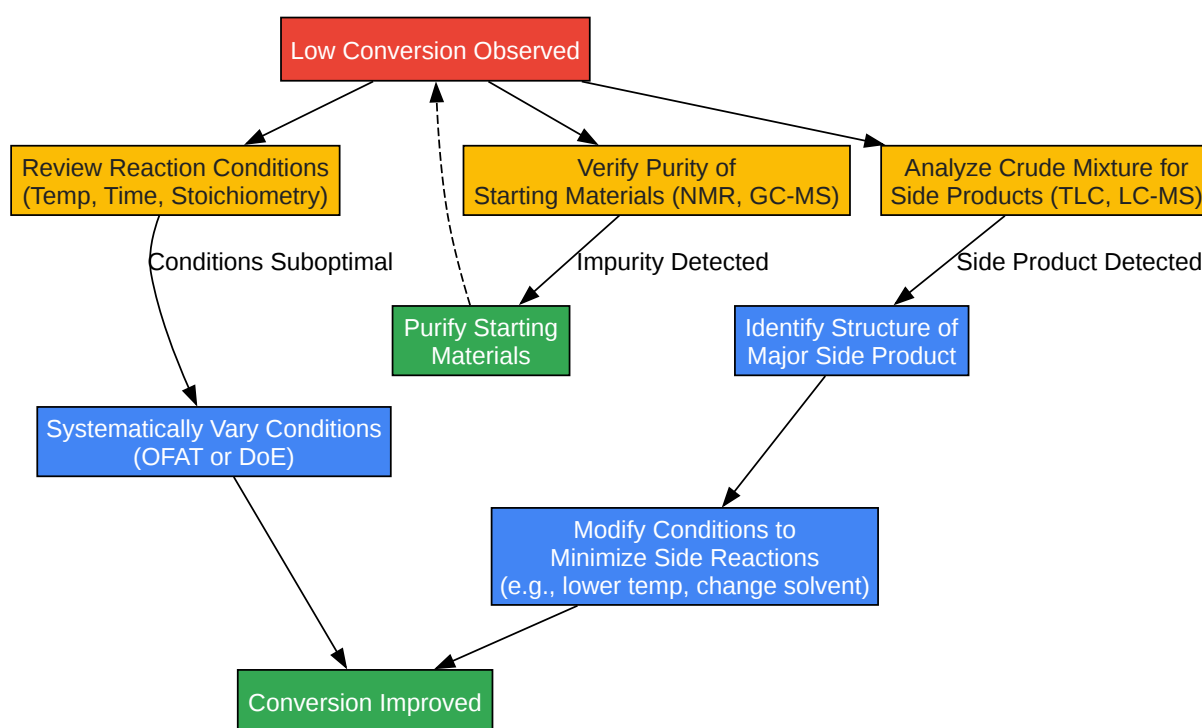 Low Conversion Observed
Review Reaction Conditions
(Temp, Time, Stoichiometry)
Verify Purity of
Starting Materials (NMR, GC-MS)
Analyze Crude Mixture for
Side Products (TLC, LC-MS)
Conditions Suboptimal
Impurity Detected
Side Product Detected
Purify Starting
Materials
Identify Structure of
Major Side Product
Systematically Vary Conditions
(OFAT or DoE)
Modify Conditions to
Minimize Side Reactions
(e.g., lower temp, change solvent)
Conversion Improved